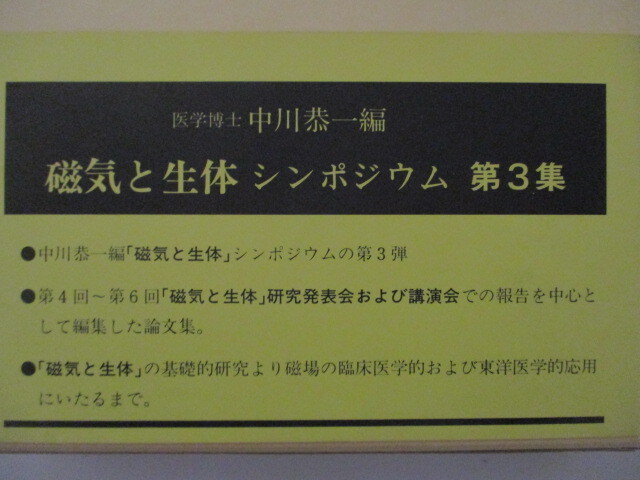 医学博士 中川恭一編
磁気と生体 シンポジウム 第3集
●中川恭一編「磁気と生体」シンポジウムの第3弾
●第4回～第6回「磁気と生体」研究発表会および講演会での報告を中心と
して編集した論文集。
●「磁気と生体」の基礎的研究より磁場の臨床医学的および東洋医学的応用
にいたるまで。